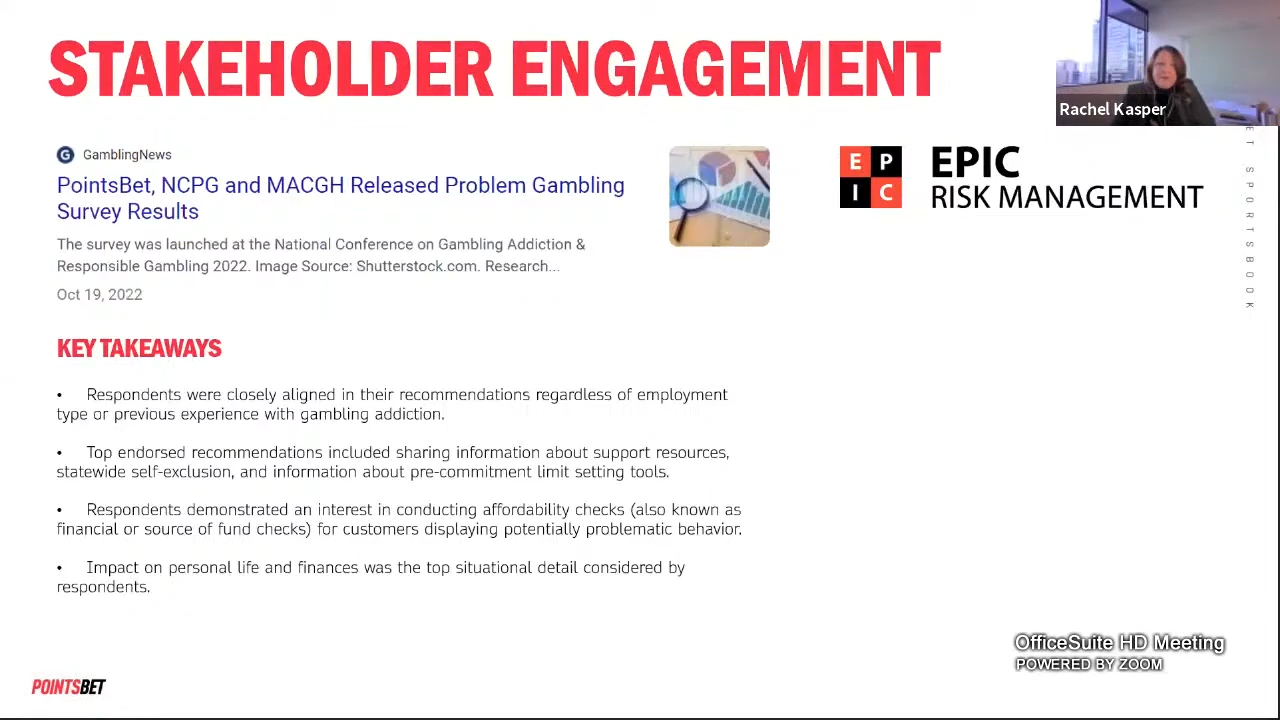 STAKEHOLDER ENGAGEMENT
Rachel Kasper
G GamblingNews
PointsBet, NCPG and MACGH Released Problem Gambling
Survey Results
The survey was launched at the National Conference on Gambling Addiction &
Responsible Gambling 2022. Image Source: Shutterstock.com. Research...
Oct 19, 2022
E P
I C
EPIC
RISK MANAGEMENT
ET SPORTSBOOK
KEY TAKEAWAYS
• Respondents were closely aligned in their recommendations regardless of employment
type or previous experience with gambling addiction.
• Top endorsed recommendations included sharing information about support resources,
statewide self-exclusion, and information about pre-commitment limit setting tools.
• Respondents demonstrated an interest in conducting affordability checks (also known as
financial or source of fund checks) for customers displaying potentially problematic behavior.
• Impact on personal life and finances was the top situational detail considered by
respondents.
OfficeSuite HD Meeting
POWERED BY ZOOM
POINTSBET